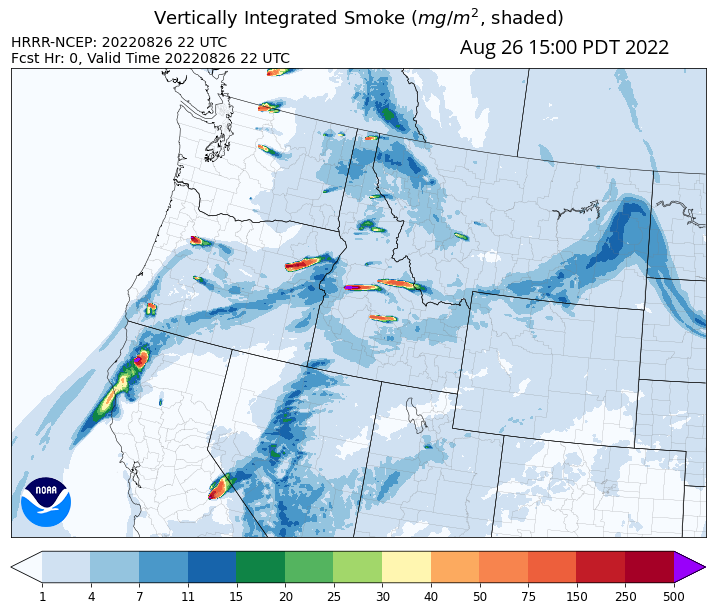 Vertically Integrated Smoke (mg/m², shaded)
HRRR-NCEP: 20220826 22 UTC
Fcst Hr: 0, Valid Time 20220826 22 UTC
Aug 26 15:00 PDT 2022
NOAA
1 4 7 11 15 20 25 30 40 50 75 150 250 500